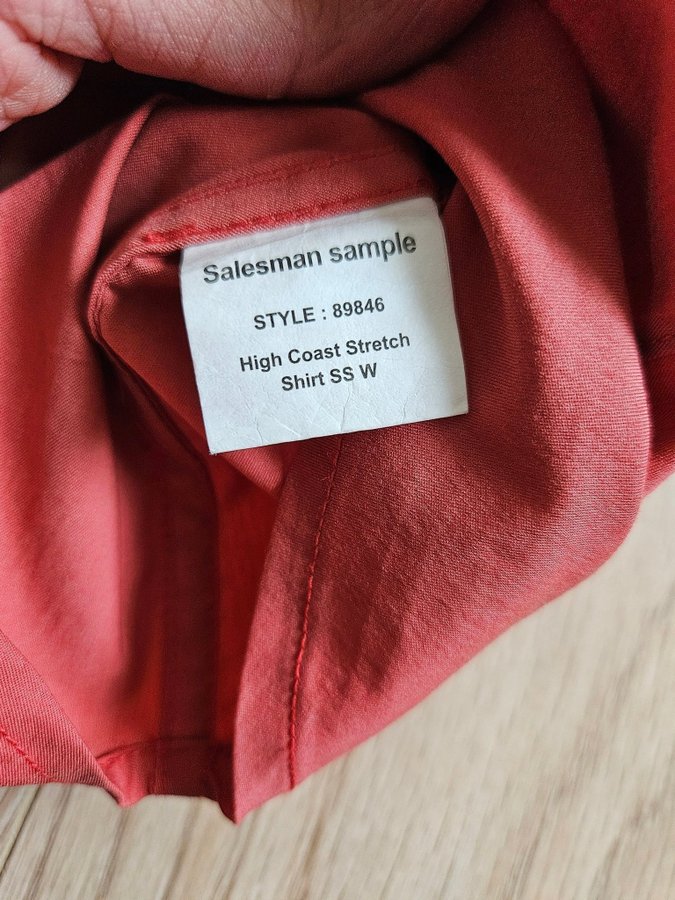 Salesman sample
STYLE : 89846
High Coast Stretch
Shirt SS W